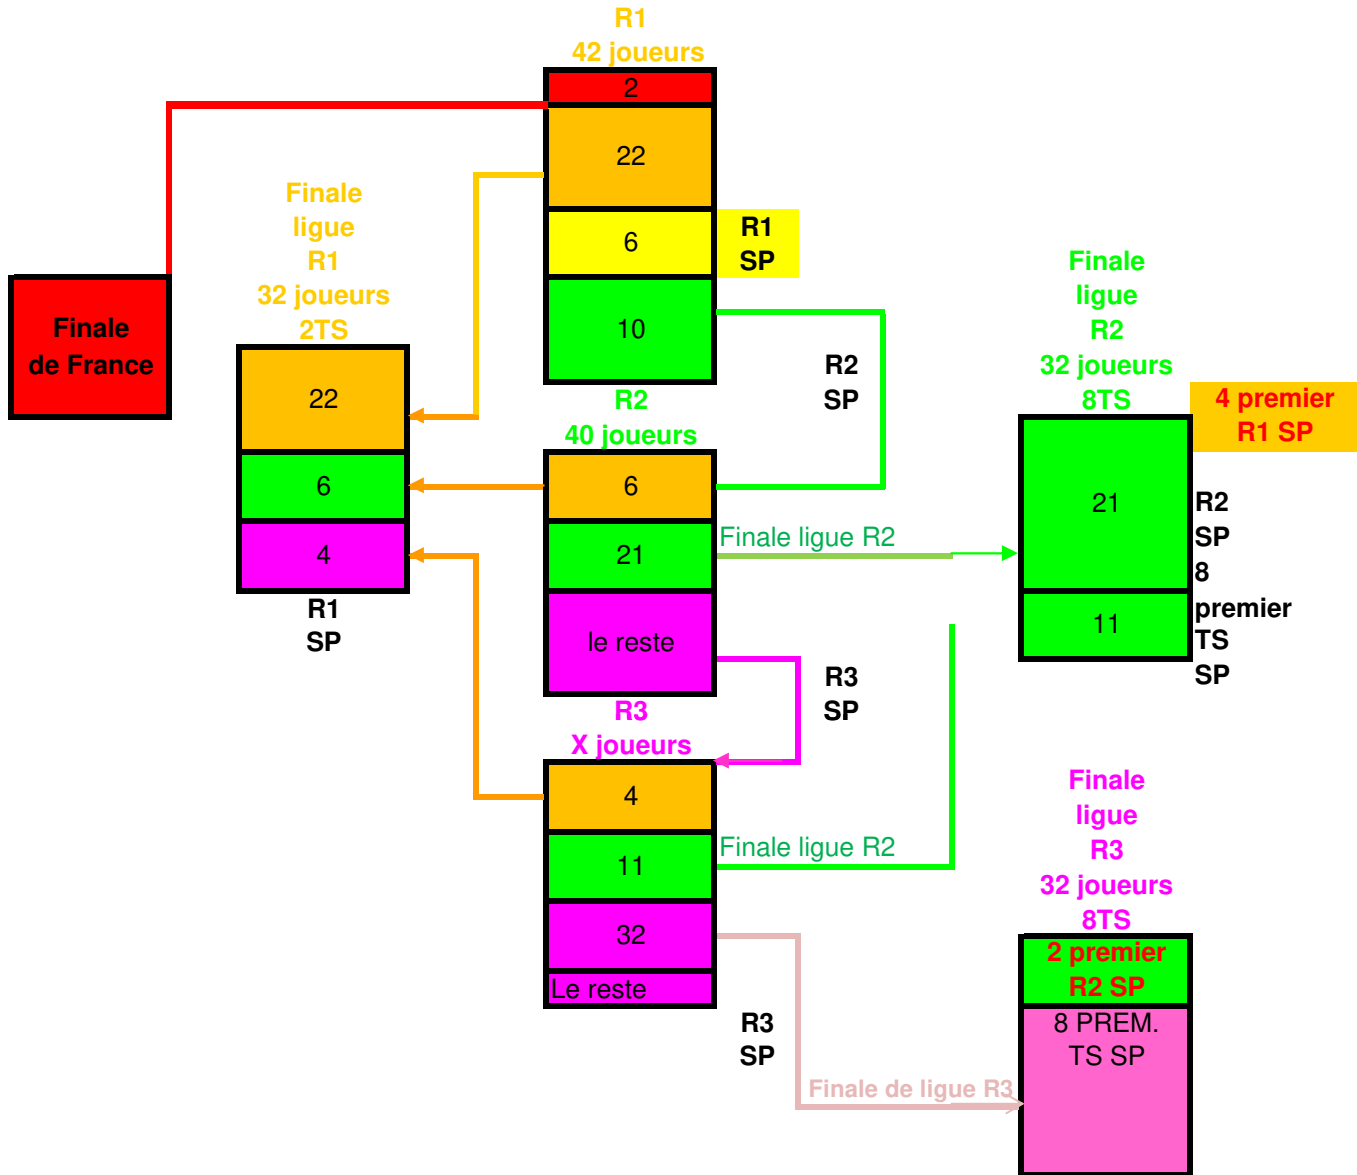 R1
42 joueurs
2
22
6
10
R1
SP
Finale
ligue
R1
32 joueurs
2TS
22
6
4
R1
SP
Finale
de France
R2
SP
R2
40 joueurs
6
21
le reste
Finale ligue R2
R3
SP
R3
X joueurs
4
11
32
Le reste
Finale ligue R2
R3
SP
Finale de ligue R3
Finale
ligue
R2
32 joueurs
8TS
4 premier
R1 SP
21
11
R2
SP
8
premier
TS
SP
Finale
ligue
R3
32 joueurs
8TS
2 premier
R2 SP
8 PREM.
TS SP